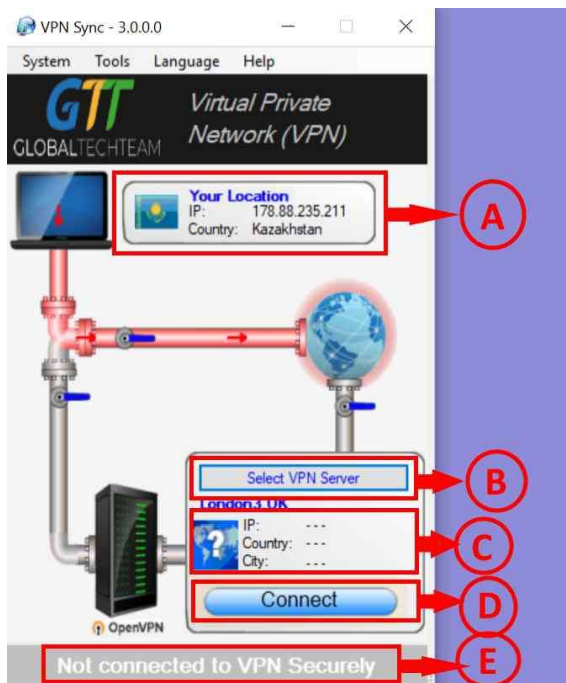 VPN Sync - 3.0.0.0
System Tools Language Help
GTT
GLOBALTECHTEAM
Virtual Private
Network (VPN)
Your Location
IP: 178.88.235.211
Country: Kazakhstan
A
Select VPN Server
B
London3 UK
IP: ---
Country: ---
City: ---
?
C
Connect
D
OpenVPN
Not connected to VPN Securely
E